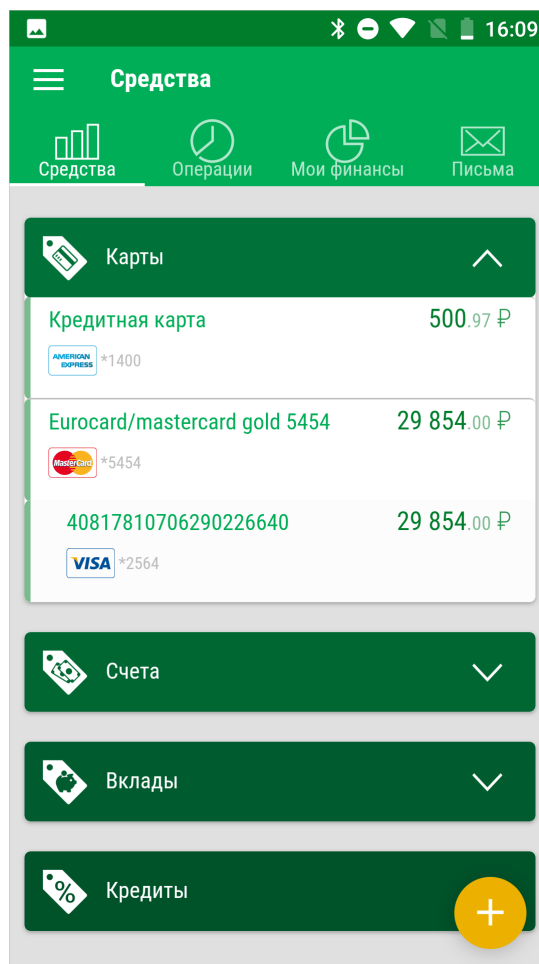 16:09
Средства
Средства Операции Мои финансы Письма
Карты
Кредитная карта 500.97 ₽
AMERICAN EXPRESS *1400
Eurocard/mastercard gold 5454 29 854.00 ₽
MasterCard *5454
40817810706290226640 29 854.00 ₽
VISA *2564
Счета
Вклады
% Кредиты
+